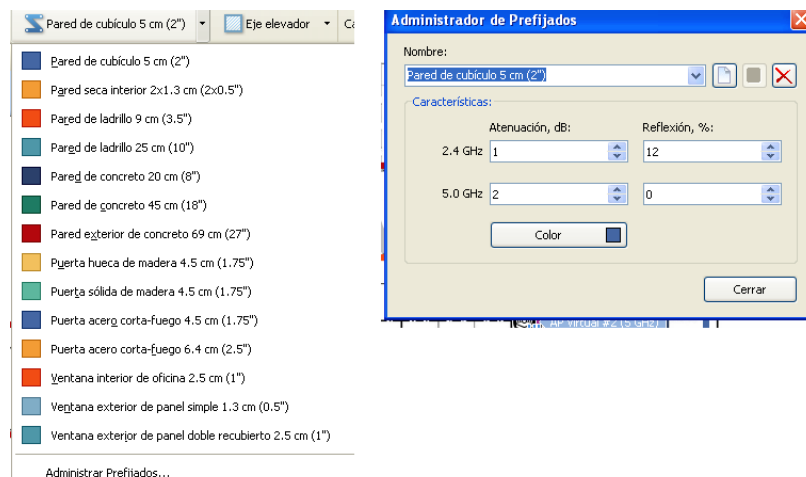 Pared de cubículo 5 cm (2") Eje elevador Ca
Pared de cubículo 5 cm (2")
Pared seca interior 2x1.3 cm (2x0.5")
Pared de ladrillo 9 cm (3.5")
Pared de ladrillo 25 cm (10")
Pared de concreto 20 cm (8")
Pared de concreto 45 cm (18")
Pared exterior de concreto 69 cm (27")
Puerta hueca de madera 4.5 cm (1.75")
Puerta sólida de madera 4.5 cm (1.75")
Puerta acero corta-fuego 4.5 cm (1.75")
Puerta acero corta-fuego 6.4 cm (2.5")
Ventana interior de oficina 2.5 cm (1")
Ventana exterior de panel simple 1.3 cm (0.5")
Ventana exterior de panel doble recubierto 2.5 cm (1")
Administrar Prefijados...
Administrador de Prefijados
Nombre:
Pared de cubículo 5 cm (2")
Características:
Atenuación, dB: Reflexión, %:
2.4 GHz 1 12
5.0 GHz 2 0
Color
Cerrar
AP Virtual #2 (5 GHz)